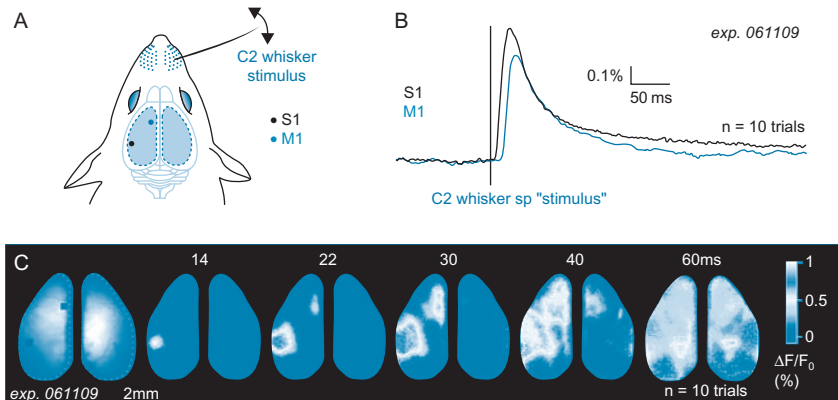 A
C2 whisker
stimulus
S1
M1
B
exp. 061109
0.1%
50 ms
S1
M1
n = 10 trials
C2 whisker sp "stimulus"
C
14
22
30
40
60ms
1
0.5
0
ΔF/F0
(%)
exp. 061109
2mm
n = 10 trials